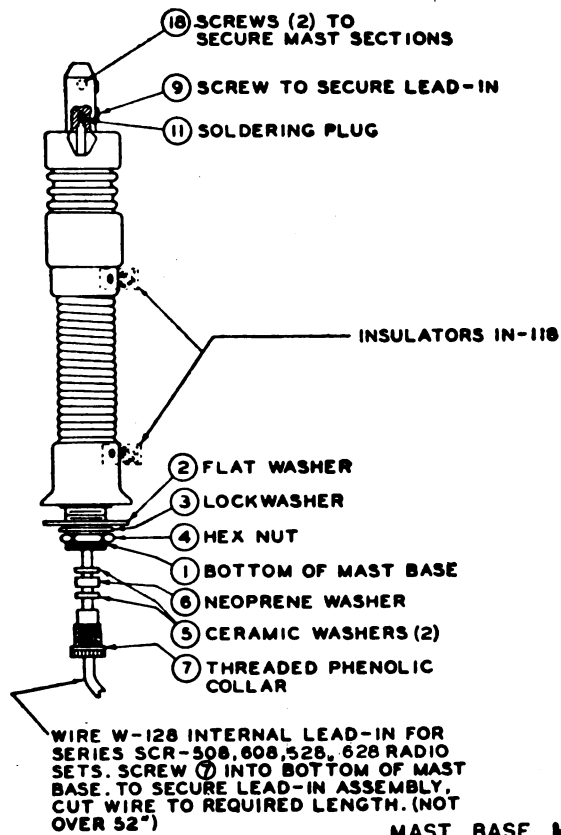 18 SCREWS (2) TO
SECURE MAST SECTIONS
9 SCREW TO SECURE LEAD-IN
11 SOLDERING PLUG
INSULATORS IN-118
2 FLAT WASHER
3 LOCKWASHER
4 HEX NUT
1 BOTTOM OF MAST BASE
6 NEOPRENE WASHER
5 CERAMIC WASHERS (2)
7 THREADED PHENOLIC
COLLAR
WIRE W-128 INTERNAL LEAD-IN FOR
SERIES SCR-508, 608, 528, 628 RADIO
SETS. SCREW 7 INTO BOTTOM OF MAST
BASE. TO SECURE LEAD-IN ASSEMBLY,
CUT WIRE TO REQUIRED LENGTH. (NOT
OVER 52")
MAST BASE